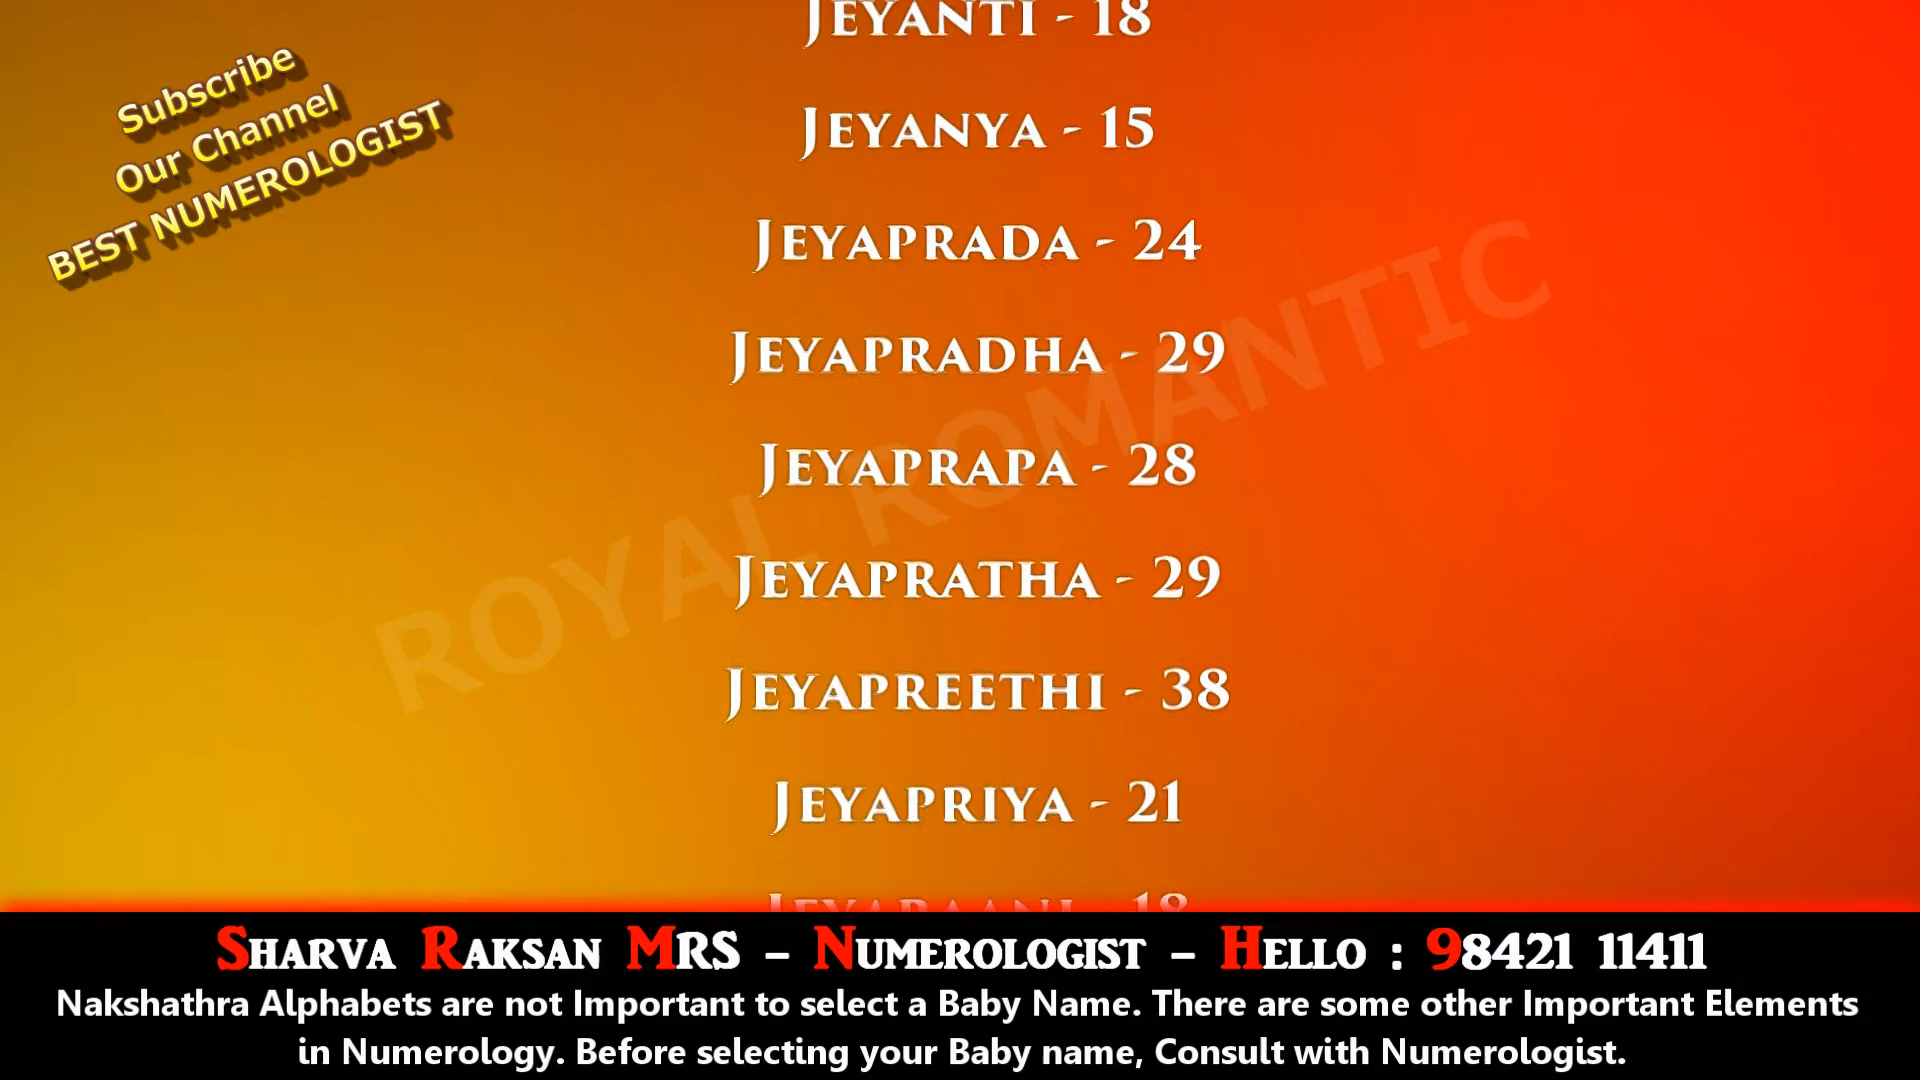 JEYANTI - 18
Subscribe
Our Channel
BEST NUMEROLOGIST
JEYANYA - 15
JEYAPRADA - 24
JEYAPRADHA - 29
JEYAPRAPA - 28
JEYAPRATHA - 29
JEYAPREETHI - 38
JEYAPRIYA - 21
JEYARAANI - 18
ROYAL ROMANTIC
SHARVA RAKSAN MRS – NUMEROLOGIST – HELLO : 98421 11411
Nakshathra Alphabets are not Important to select a Baby Name. There are some other Important Elements
in Numerology. Before selecting your Baby name, Consult with Numerologist.